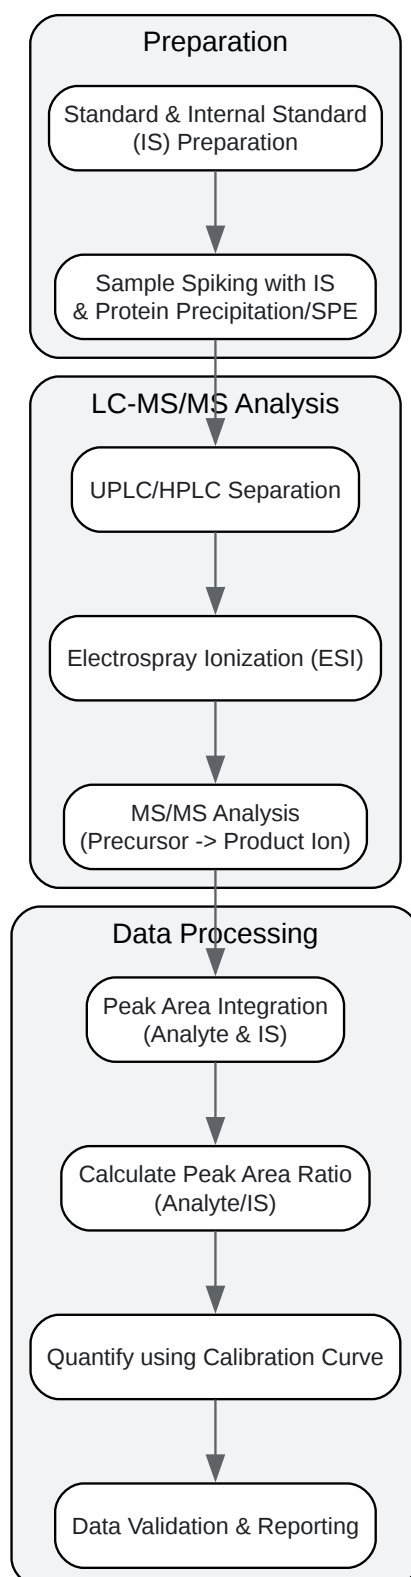 Preparation
Standard & Internal Standard
(IS) Preparation
Sample Spiking with IS
& Protein Precipitation/SPE
LC-MS/MS Analysis
UPLC/HPLC Separation
Electrospray Ionization (ESI)
MS/MS Analysis
(Precursor -> Product Ion)
Data Processing
Peak Area Integration
(Analyte & IS)
Calculate Peak Area Ratio
(Analyte/IS)
Quantify using Calibration Curve
Data Validation & Reporting